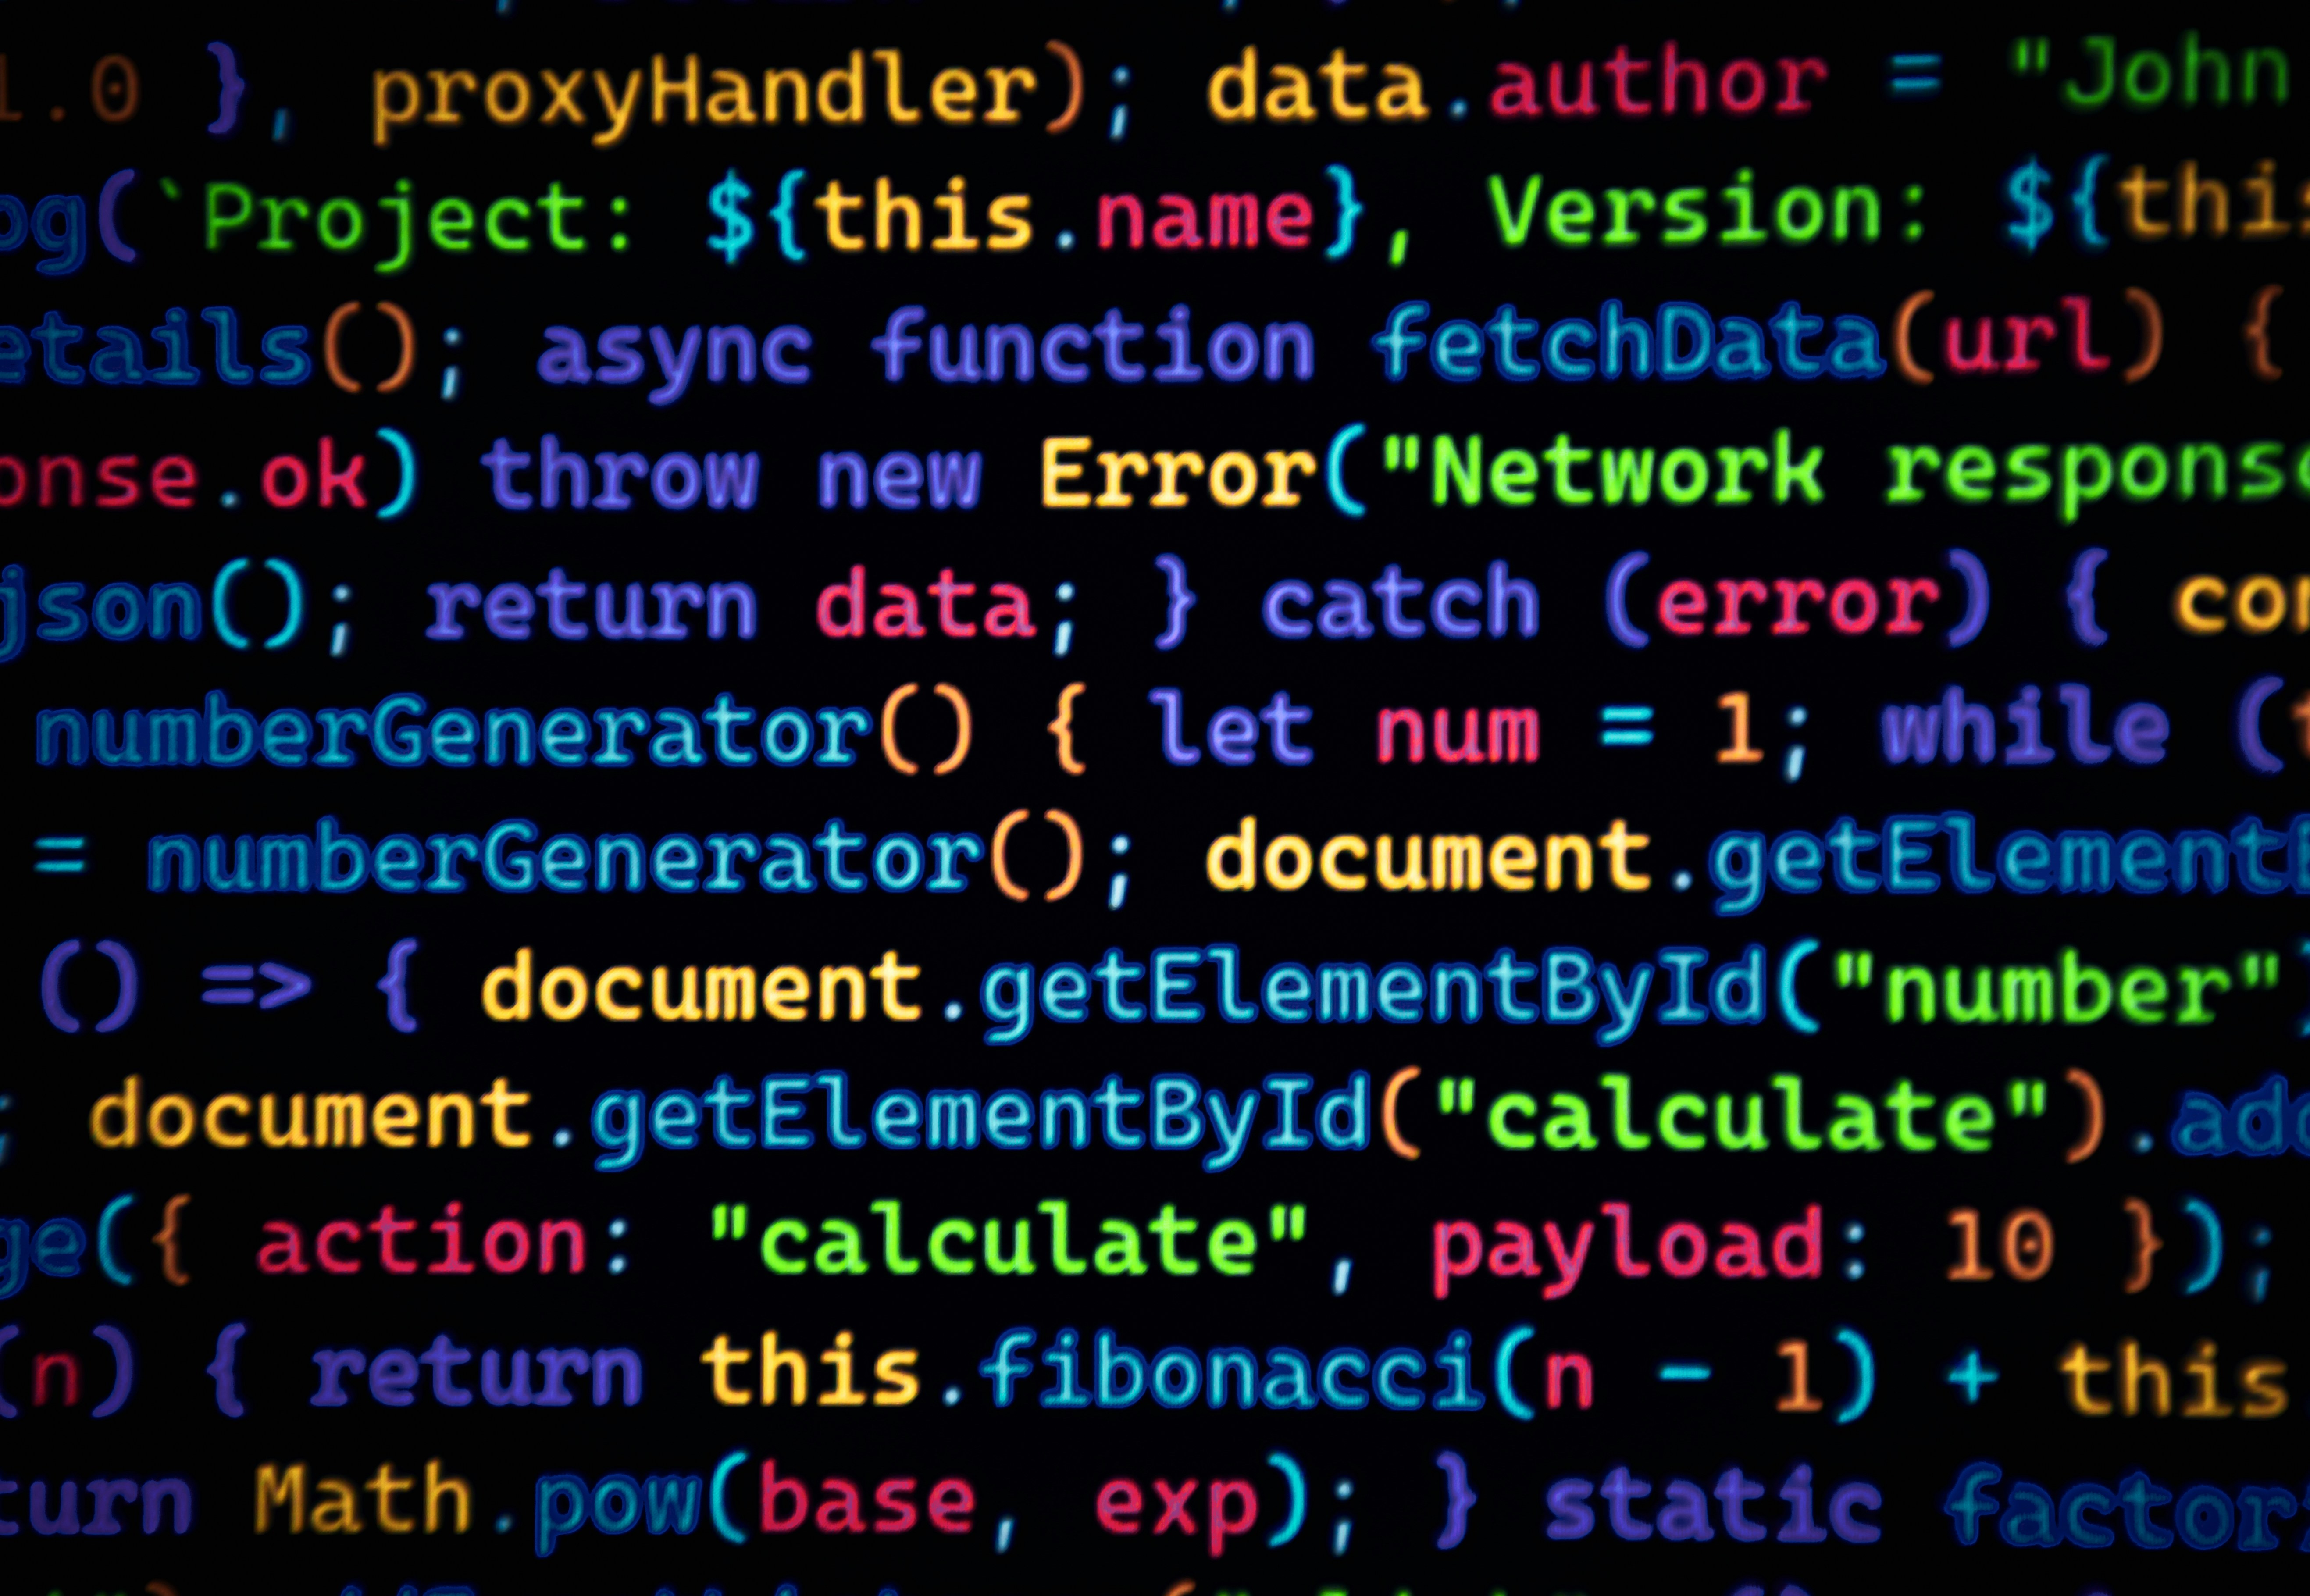 1.0 }, proxyHandler); data.author = "John
og(`Project: ${this.name}, Version: ${this
etails(); async function fetchData(url) {
onse.ok) throw new Error("Network response
json(); return data; } catch (error) { con
numberGenerator() { let num = 1; while (t
= numberGenerator(); document.getElementB
() => { document.getElementById("number")
; document.getElementById("calculate").add
ge({ action: "calculate", payload: 10 });
(n) { return this.fibonacci(n - 1) + this
turn Math.pow(base, exp); } static factor